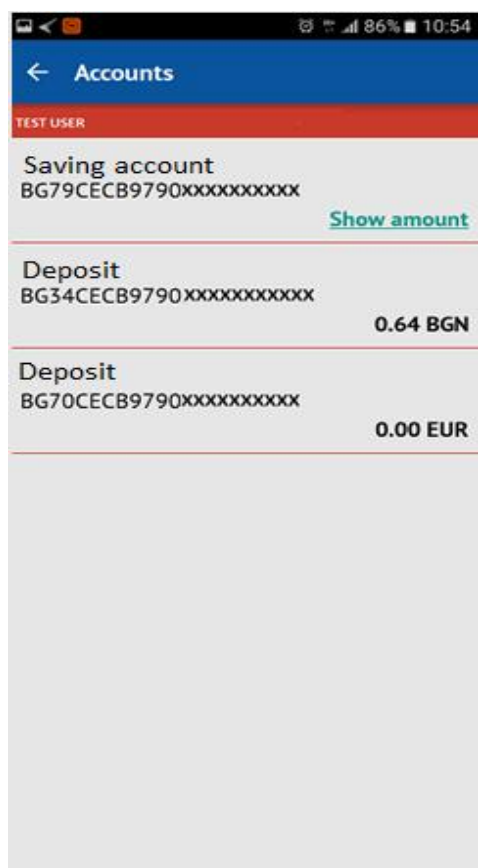 86% 10:54
Accounts
TEST USER
Saving account
BG79CECB9790xxxxxxxxxx
Show amount
Deposit
BG34CECB9790xxxxxxxxxxx
0.64 BGN
Deposit
BG70CECB9790xxxxxxxxxx
0.00 EUR